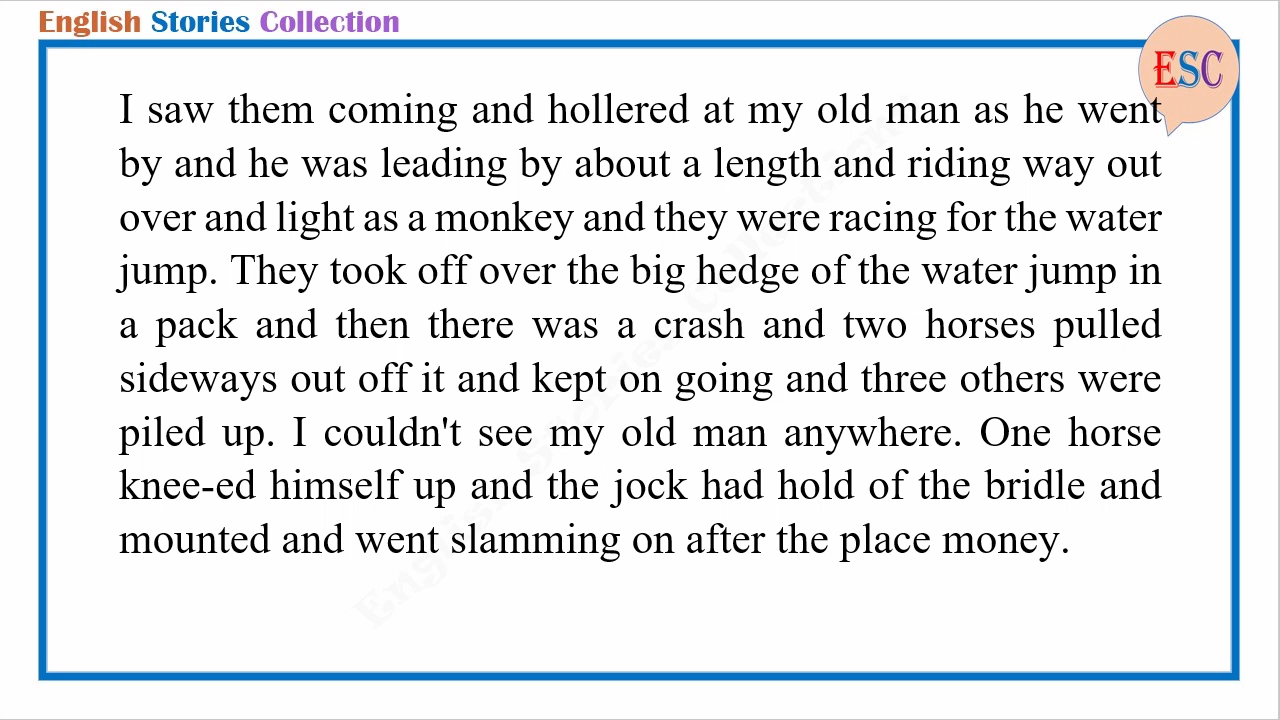 English Stories Collection
ESC
I saw them coming and hollered at my old man as he went
by and he was leading by about a length and riding way out
over and light as a monkey and they were racing for the water
jump. They took off over the big hedge of the water jump in
a pack and then there was a crash and two horses pulled
sideways out off it and kept on going and three others were
piled up. I couldn't see my old man anywhere. One horse
knee-ed himself up and the jock had hold of the bridle and
mounted and went slamming on after the place money.
English Stories Collection